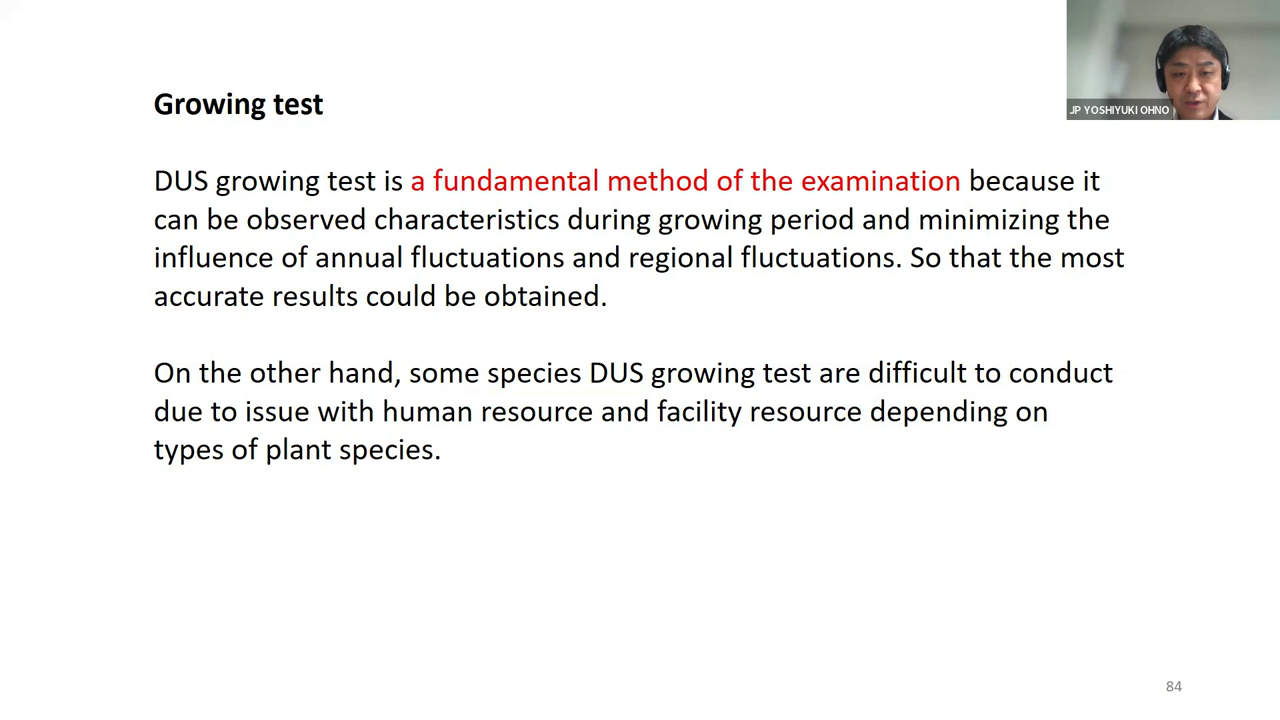 Growing test
DUS growing test is a fundamental method of the examination because it
can be observed characteristics during growing period and minimizing the
influence of annual fluctuations and regional fluctuations. So that the most
accurate results could be obtained.
On the other hand, some species DUS growing test are difficult to conduct
due to issue with human resource and facility resource depending on
types of plant species.
JP YOSHIYUKI OHNO
84